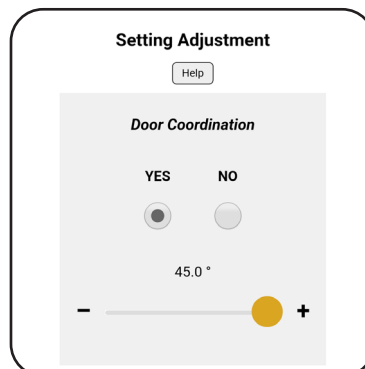 Setting Adjustment
Help
Door Coordination
YES NO
45.0 °
− +